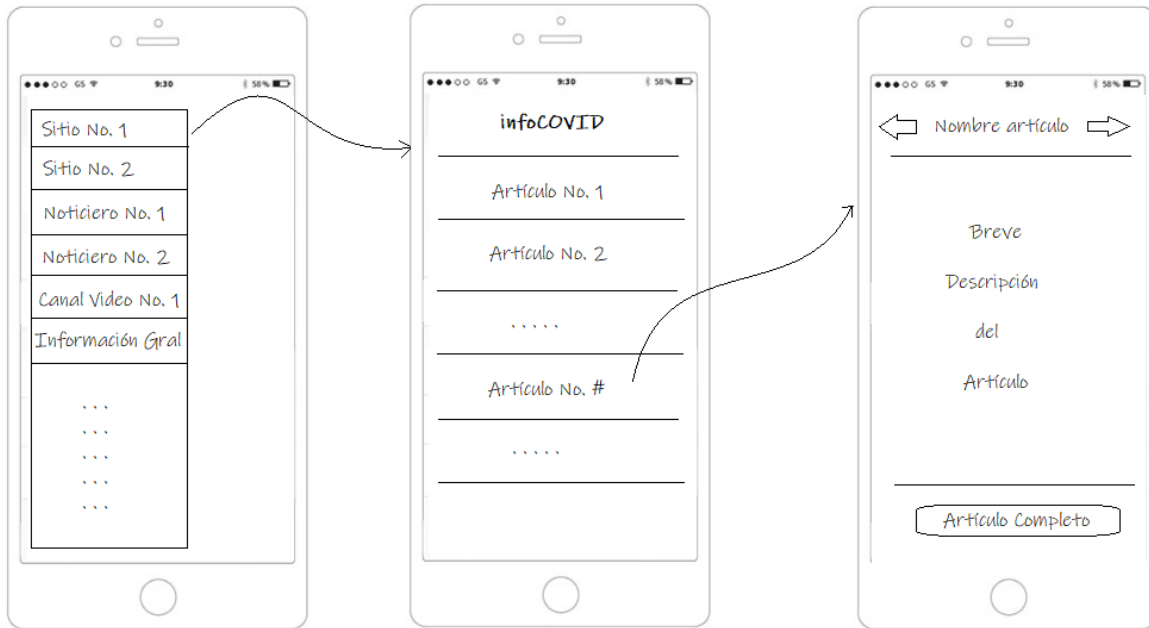 GS 9:30 58%
Sitio No. 1
Sitio No. 2
Noticiero No. 1
Noticiero No. 2
Canal Video No. 1
Información Gral
. . .
. . .
. . .
. . .
. . .
GS 9:30 58%
infoCOVID
Artículo No. 1
Artículo No. 2
. . . . .
Artículo No. #
. . . . .
GS 9:30 58%
Nombre artículo
Breve
Descripción
del
Artículo
Artículo Completo